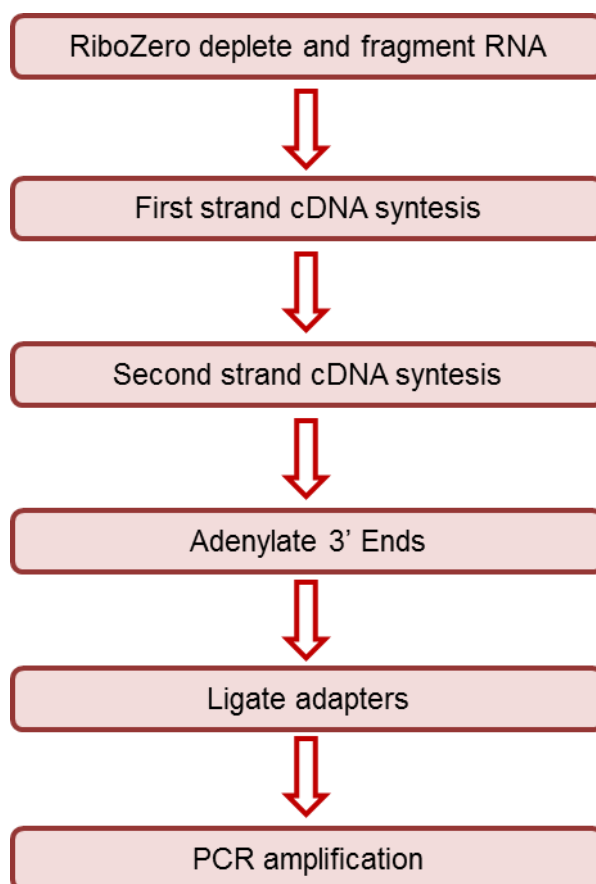 RiboZero deplete and fragment RNA
First strand cDNA syntesis
Second strand cDNA syntesis
Adenylate 3’ Ends
Ligate adapters
PCR amplification